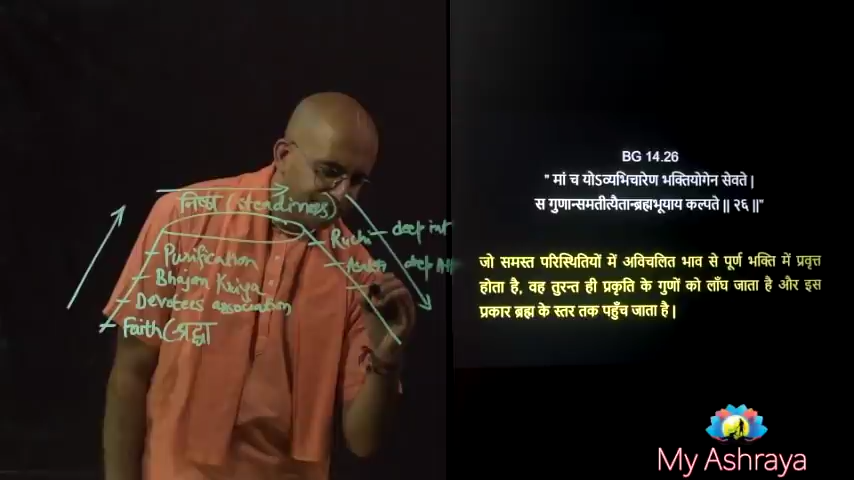 निष्ठा (steadiness)
Ruchi - deep int
Purification
Bhajan Kriya
Devotees association
Faith (श्रद्धा
BG 14.26
" मां च योऽव्यभिचारेण भक्तियोगेन सेवते |
स गुणान्समतीत्यैतान्ब्रह्मभूयाय कल्पते || २६ ||"
जो समस्त परिस्थितियों में अविचलित भाव से पूर्ण भक्ति में प्रवृत्त
होता है, वह तुरन्त ही प्रकृति के गुणों को लाँघ जाता है और इस
प्रकार ब्रह्म के स्तर तक पहुँच जाता है |
My Ashraya